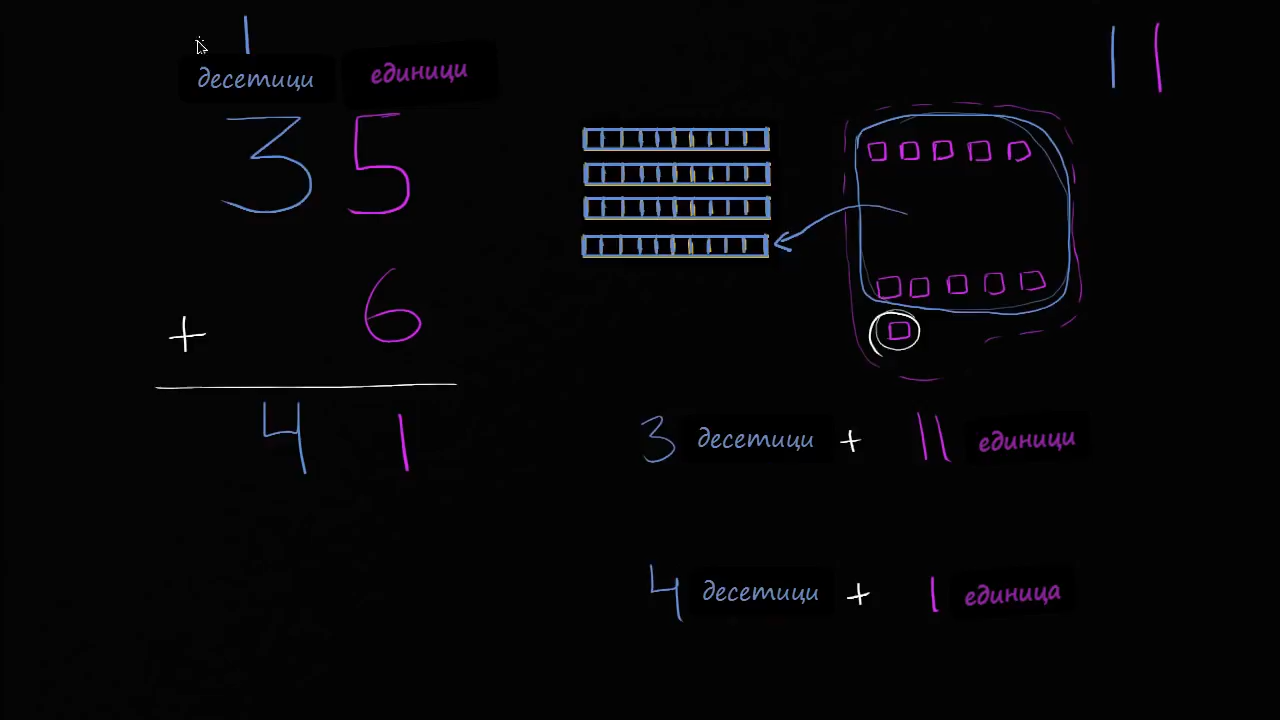 1
десетици единици
35
+ 6
41
11
3 десетици + 11 единици
4 десетици + 1 единица